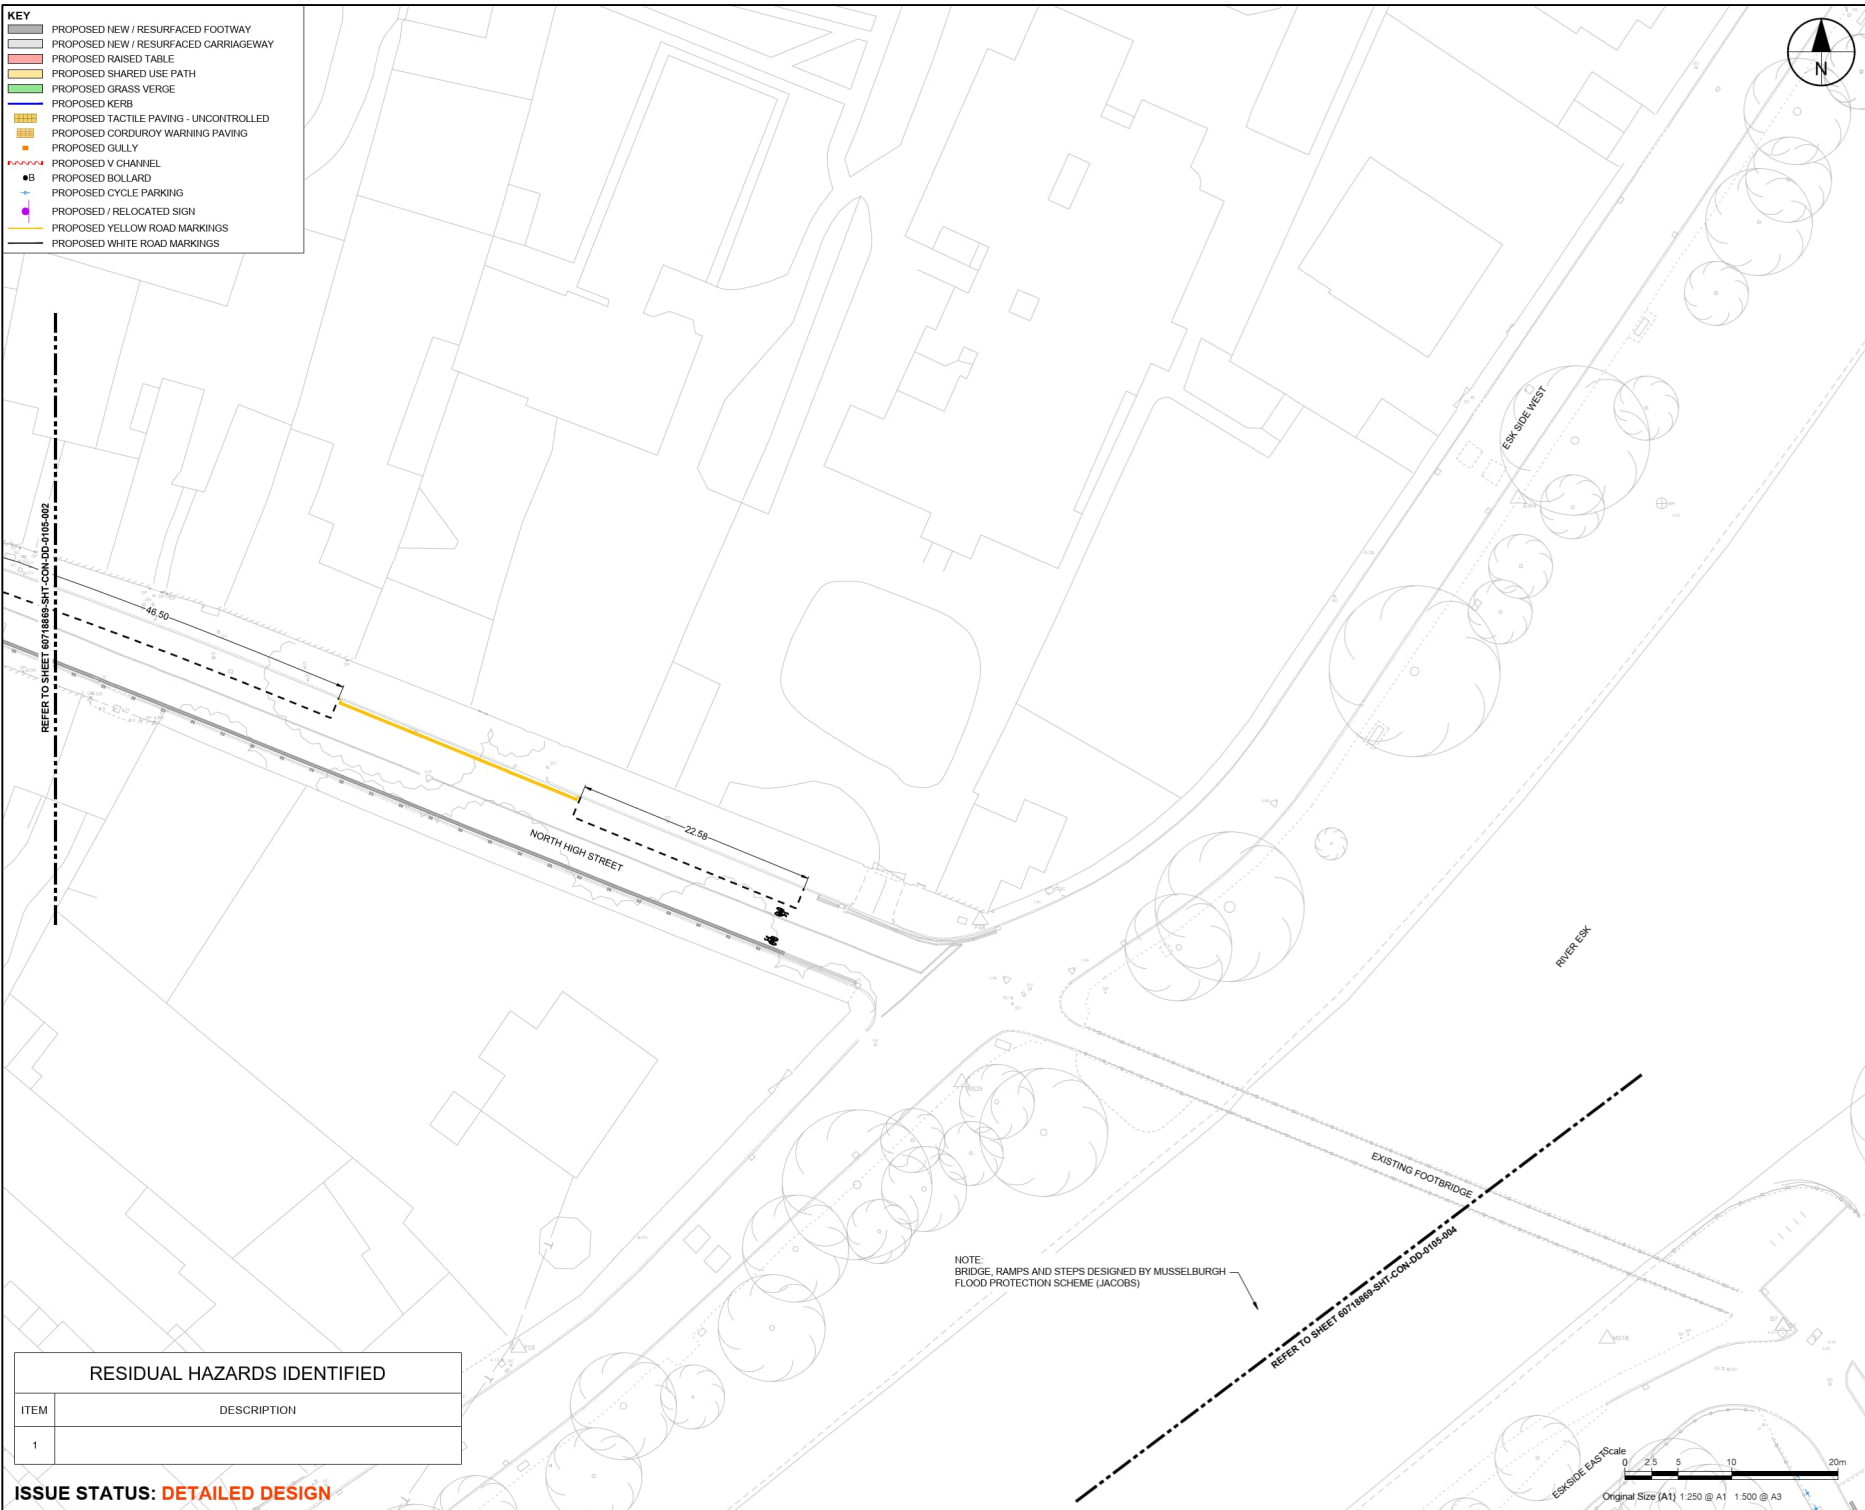 KEY
PROPOSED NEW / RESURFACED FOOTWAY
PROPOSED NEW / RESURFACED CARRIAGEWAY
PROPOSED RAISED TABLE
PROPOSED SHARED USE PATH
PROPOSED GRASS VERGE
PROPOSED KERB
PROPOSED TACTILE PAVING - UNCONTROLLED
PROPOSED CORDUROY WARNING PAVING
PROPOSED GULLY
PROPOSED V CHANNEL
B PROPOSED BOLLARD
PROPOSED CYCLE PARKING
PROPOSED / RELOCATED SIGN
PROPOSED YELLOW ROAD MARKINGS
PROPOSED WHITE ROAD MARKINGS
N
ESK SIDE WEST
REFER TO SHEET 60718869-SHT-CON-DD-0105-002
46.50
22.58
NORTH HIGH STREET
RIVER ESK
EXISTING FOOTBRIDGE
NOTE:
BRIDGE, RAMPS AND STEPS DESIGNED BY MUSSELBURGH
FLOOD PROTECTION SCHEME (JACOBS)
REFER TO SHEET 60718869-SHT-CON-DD-0105-004
RESIDUAL HAZARDS IDENTIFIED
ITEM DESCRIPTION
1
ISSUE STATUS: DETAILED DESIGN
ESKSIDE EAST
Scale
0 2.5 5 10 20m
Original Size (A1) 1:250 @ A1 1:500 @ A3